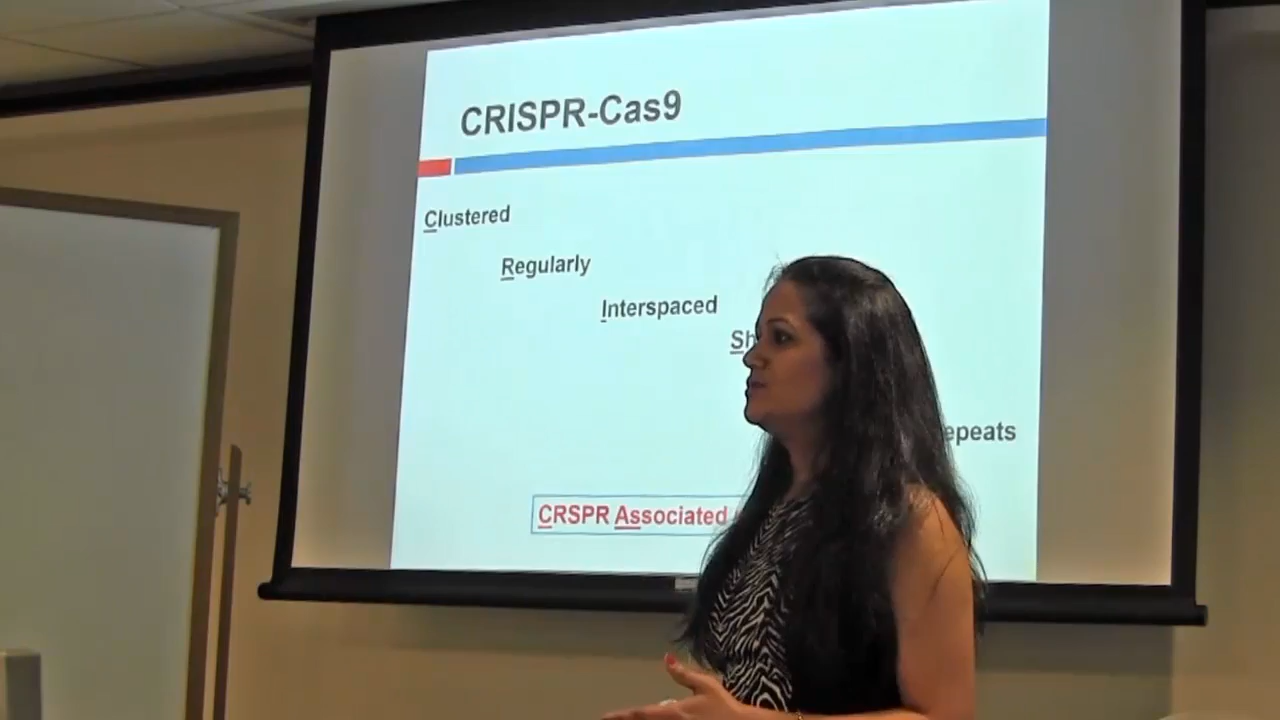 CRISPR-Cas9
Clustered
Regularly
Interspaced
Sh
epeats
CRSPR Associated